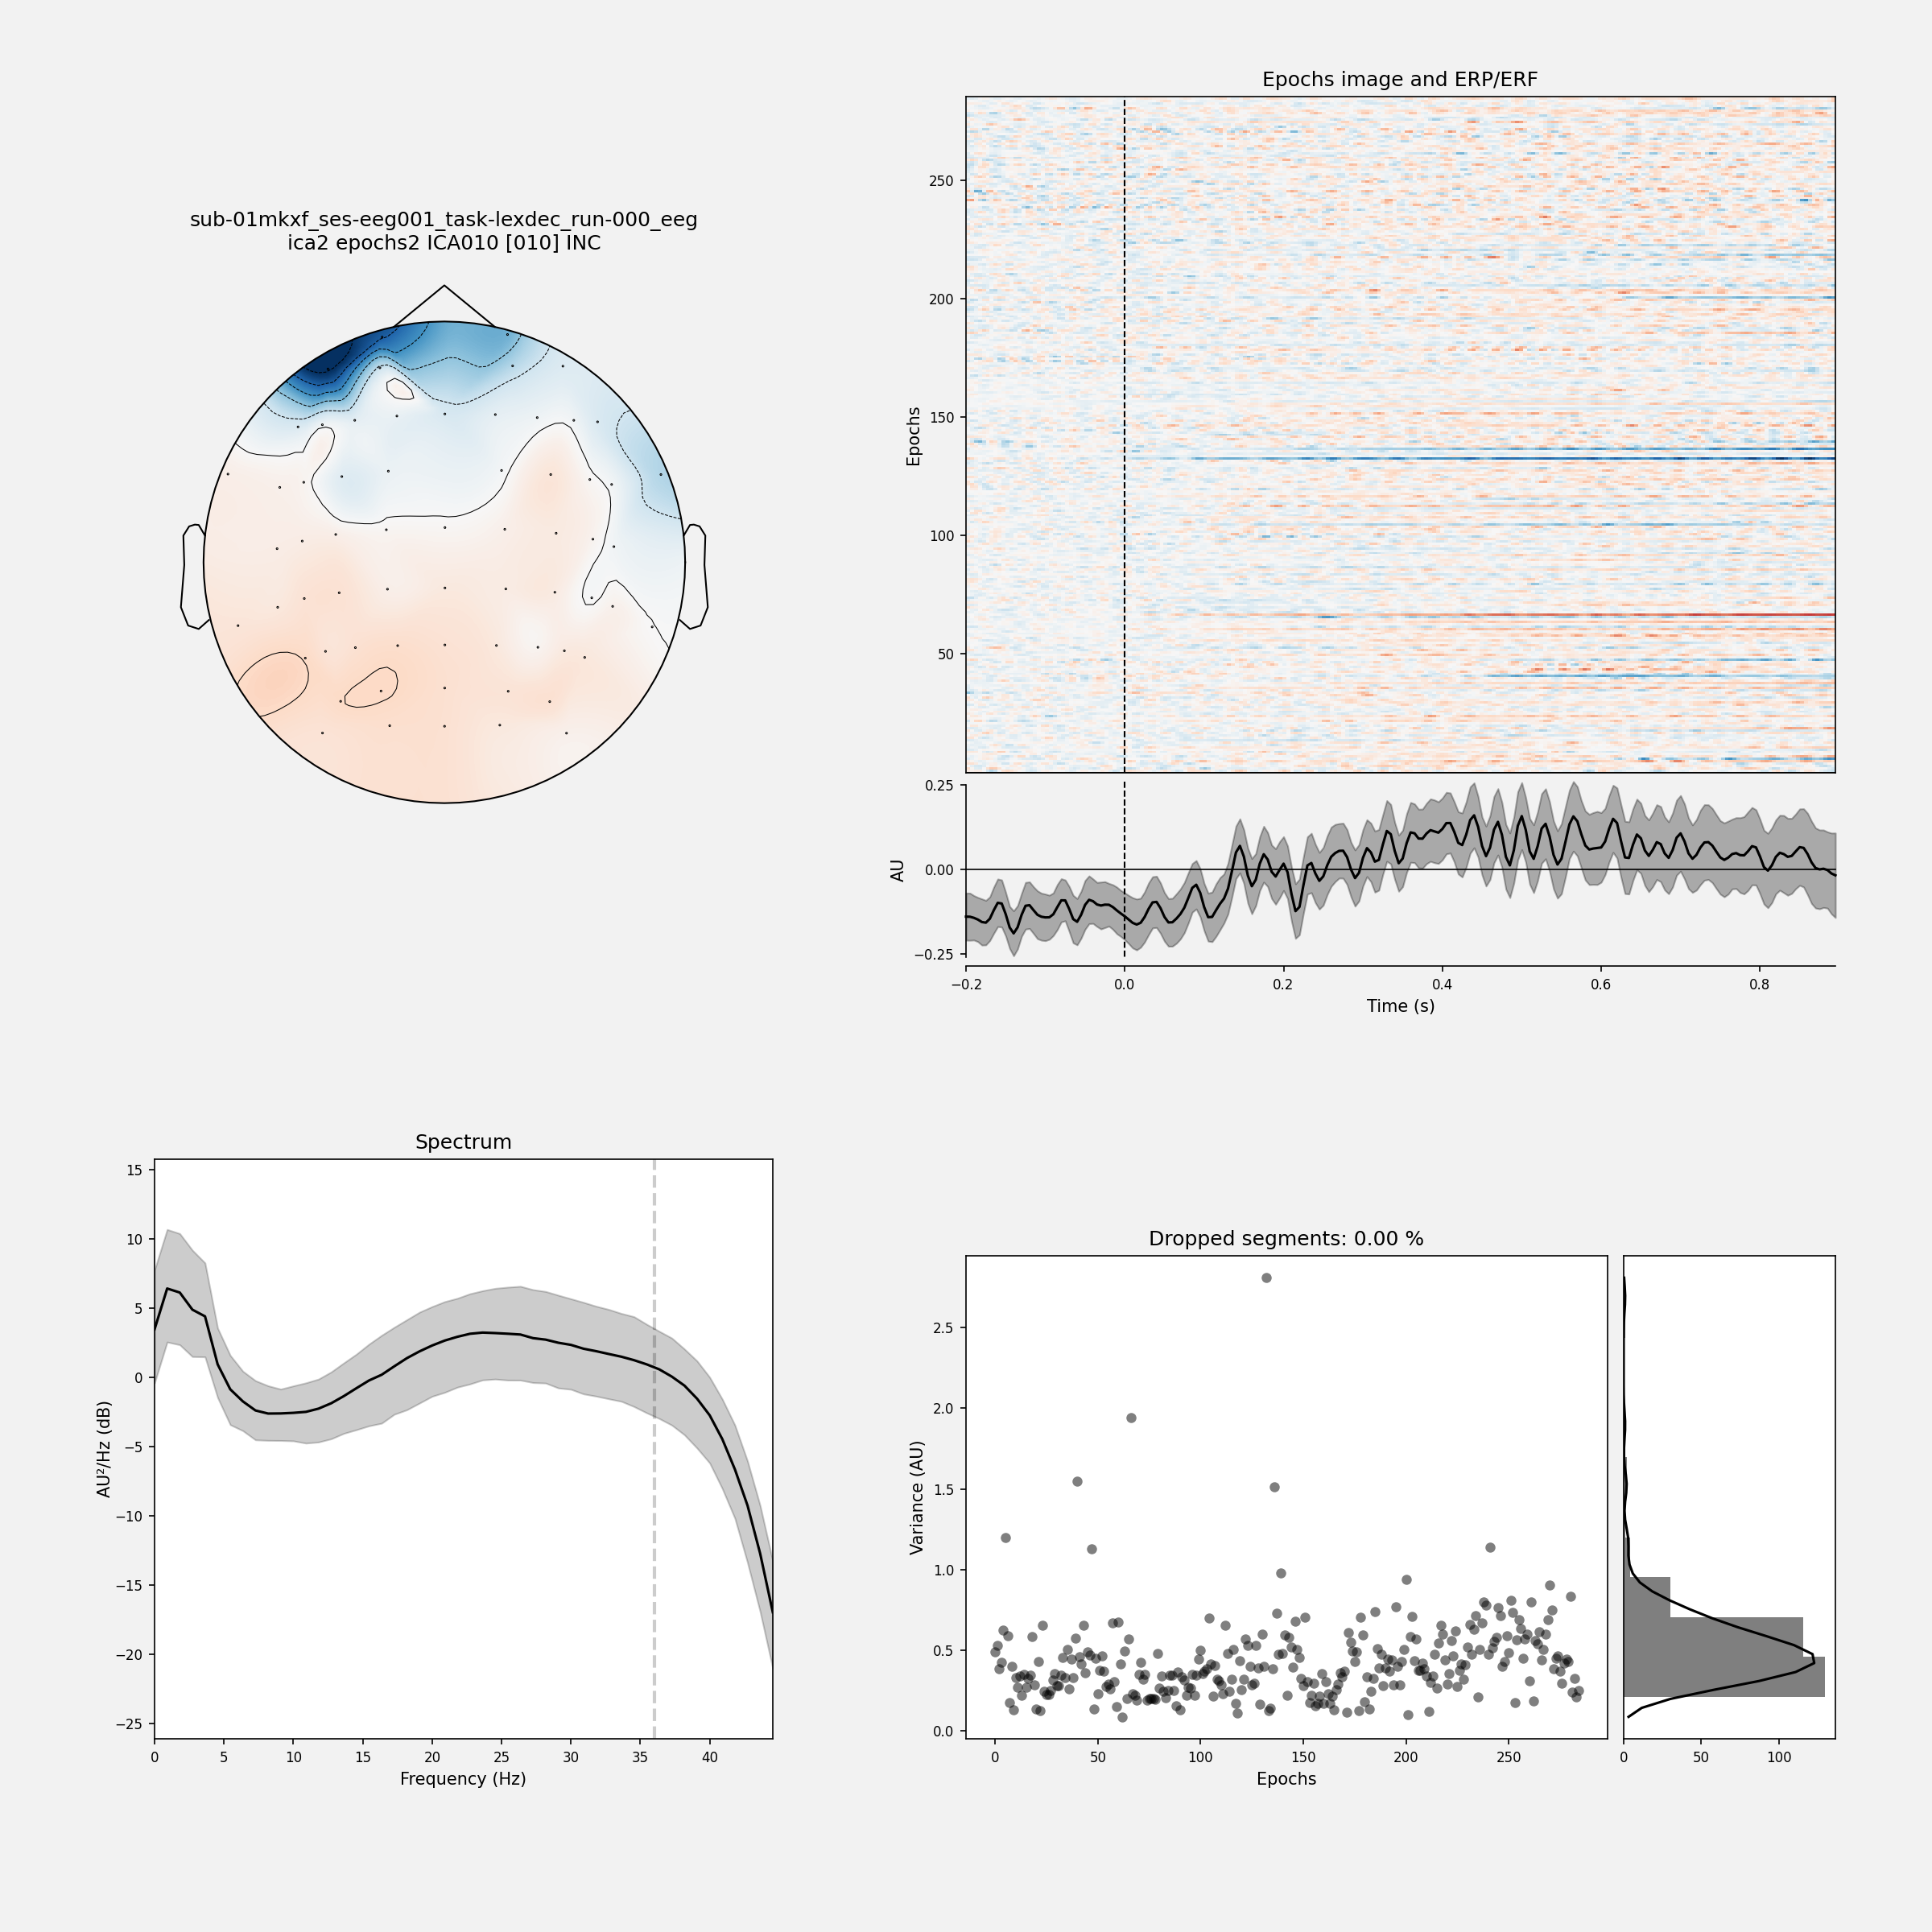 sub-01mkxf_ses-eeg001_task-lexdec_run-000_eeg
ica2 epochs2 ICA010 [010] INC
Epochs image and ERP/ERF
250
200
150
100
50
Epochs
0.25
0.00
−0.25
AU
−0.2 0.0 0.2 0.4 0.6 0.8
Time (s)
Spectrum
15
10
5
0
−5
−10
−15
−20
−25
AU²/Hz (dB)
0 5 10 15 20 25 30 35 40
Frequency (Hz)
Dropped segments: 0.00 %
2.5
2.0
1.5
1.0
0.5
0.0
Variance (AU)
0 50 100 150 200 250
Epochs
0 50 100